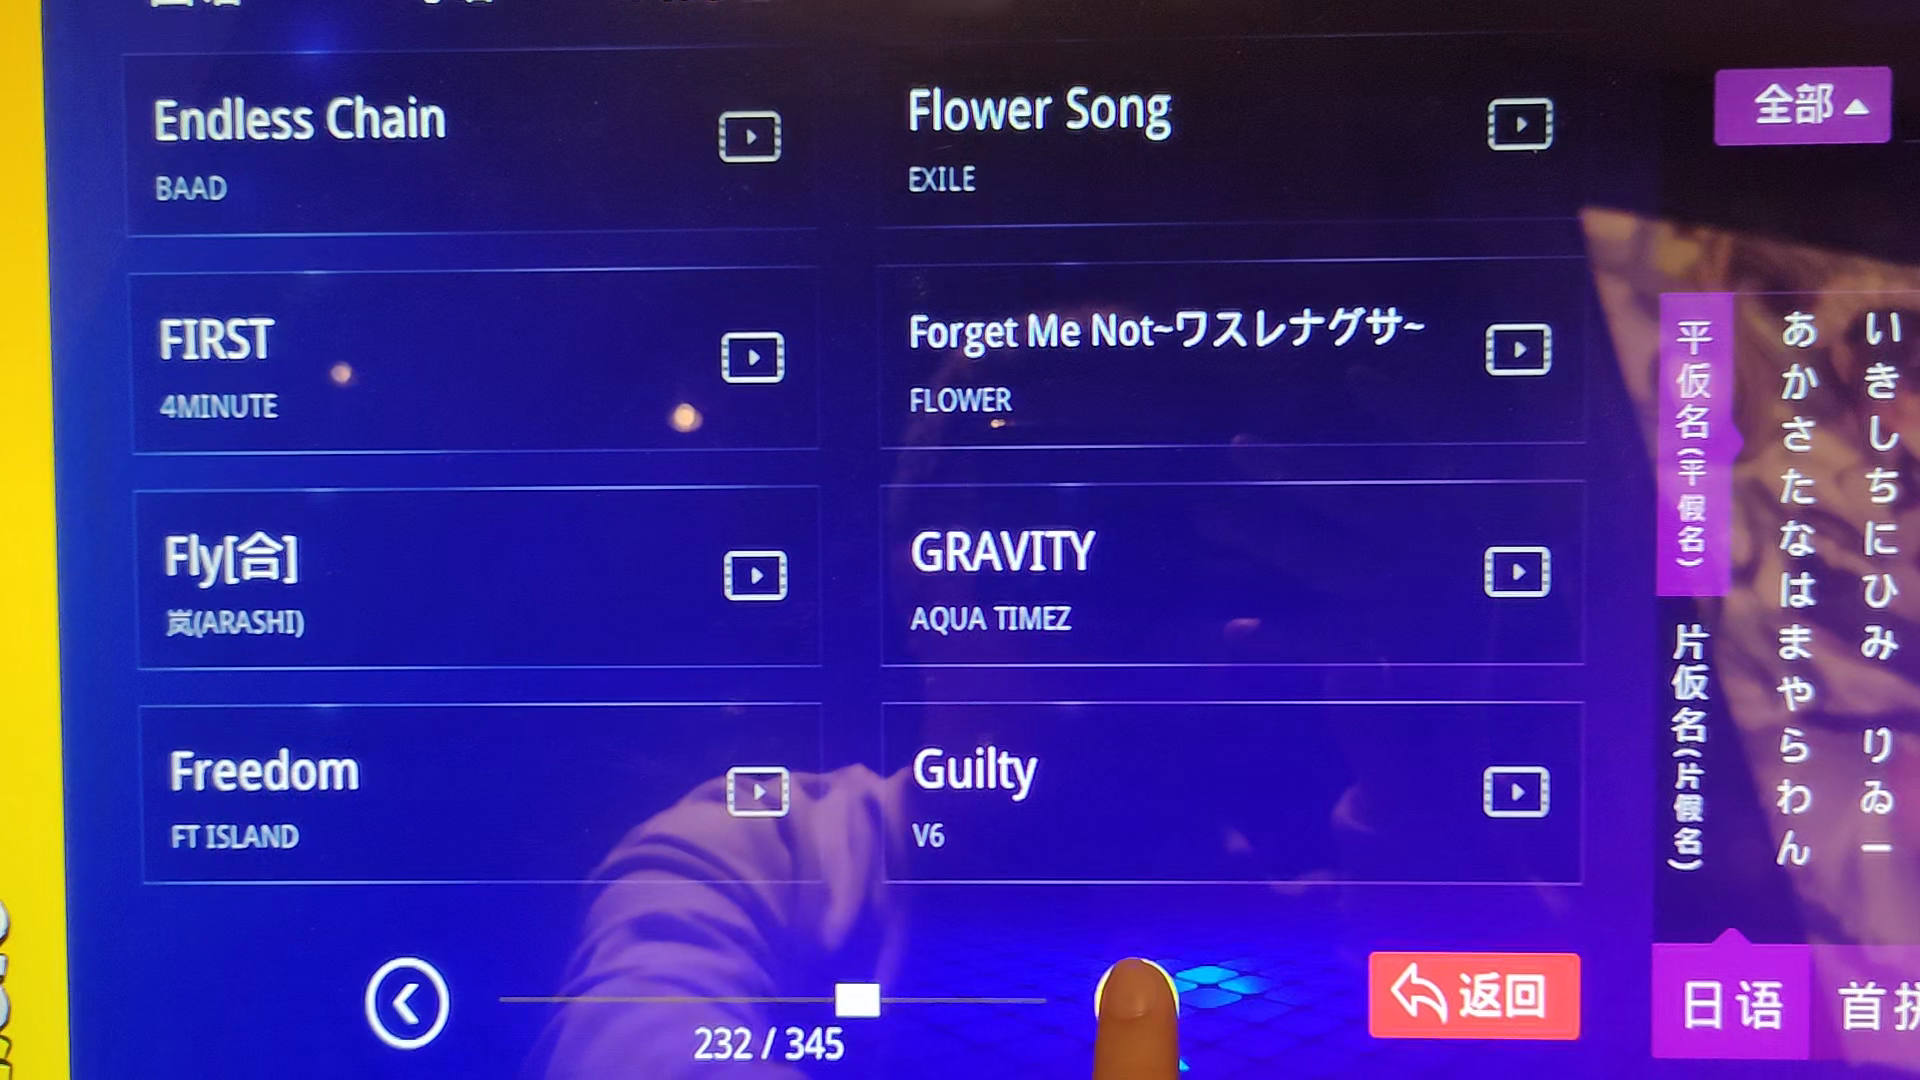 Endless Chain
BAAD
Flower Song
EXILE
FIRST
4MINUTE
Forget Me Not~ワスレナグサ~
FLOWER
Fly[合]
岚(ARASHI)
GRAVITY
AQUA TIMEZ
Freedom
FT ISLAND
Guilty
V6
232 / 345
返回
全部
平仮名(平假名)
片仮名(片假名)
あかさたなはまやらわん
いきしちにひみ りゐー
日语
首拼